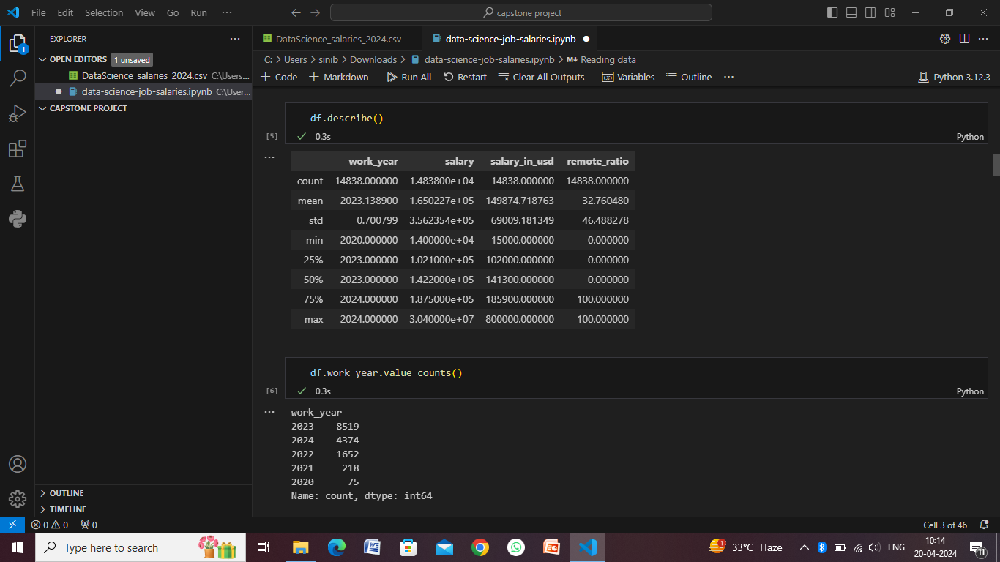 File Edit Selection View Go Run ··· capstone project
EXPLORER ···
OPEN EDITORS 1 unsaved
DataScience_salaries_2024.csv C:\Users...
data-science-job-salaries.ipynb C:\User...
CAPSTONE PROJECT
OUTLINE
TIMELINE
DataScience_salaries_2024.csv data-science-job-salaries.ipynb
C: > Users > sinib > Downloads > data-science-job-salaries.ipynb > Reading data
+ Code + Markdown Run All Restart Clear All Outputs Variables Outline ··· Python 3.12.3
df.describe()
[5] 0.3s Python
work_year salary salary_in_usd remote_ratio
count 14838.000000 1.483800e+04 14838.000000 14838.000000
mean 2023.138900 1.650227e+05 149874.718763 32.760480
std 0.700799 3.562354e+05 69009.181349 46.488278
min 2020.000000 1.400000e+04 15000.000000 0.000000
25% 2023.000000 1.021000e+05 102000.000000 0.000000
50% 2023.000000 1.422000e+05 141300.000000 0.000000
75% 2024.000000 1.875000e+05 185900.000000 100.000000
max 2024.000000 3.040000e+07 800000.000000 100.000000
df.work_year.value_counts()
[6] 0.3s Python
work_year
2023 8519
2024 4374
2022 1652
2021 218
2020 75
Name: count, dtype: int64
0 0 0 Cell 3 of 46
Type here to search 33°C Haze ENG 10:14
20-04-2024
1
1
11